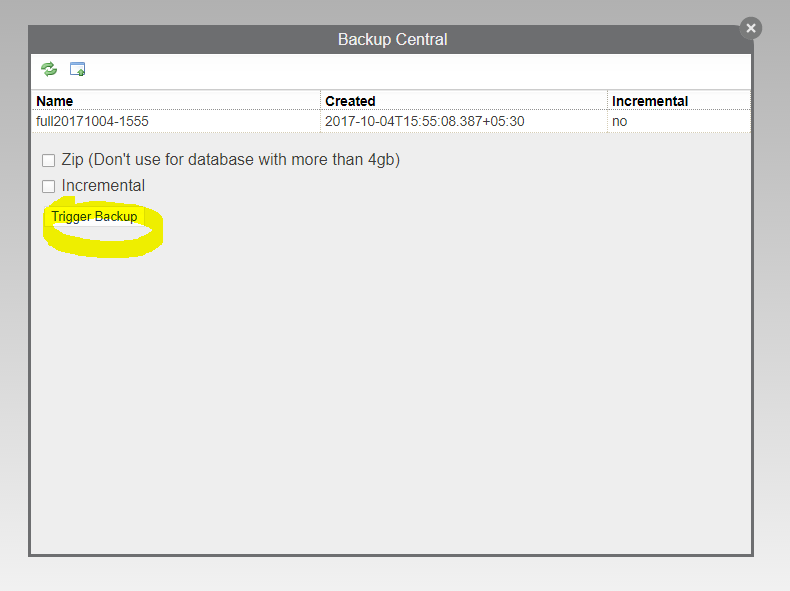 Backup Central
Name Created Incremental
full20171004-1555 2017-10-04T15:55:08.387+05:30 no
Zip (Don't use for database with more than 4gb)
Incremental
Trigger Backup